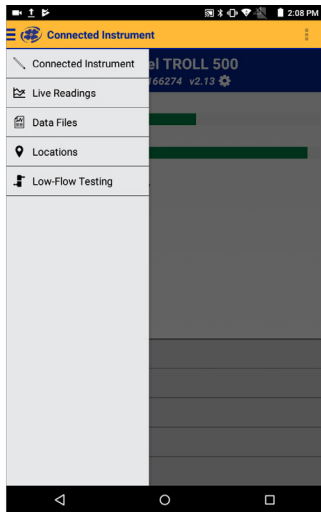 2:08 PM
Connected Instrument
Connected Instrument
el TROLL 500
166274 v2.13
Live Readings
Data Files
Locations
Low-Flow Testing